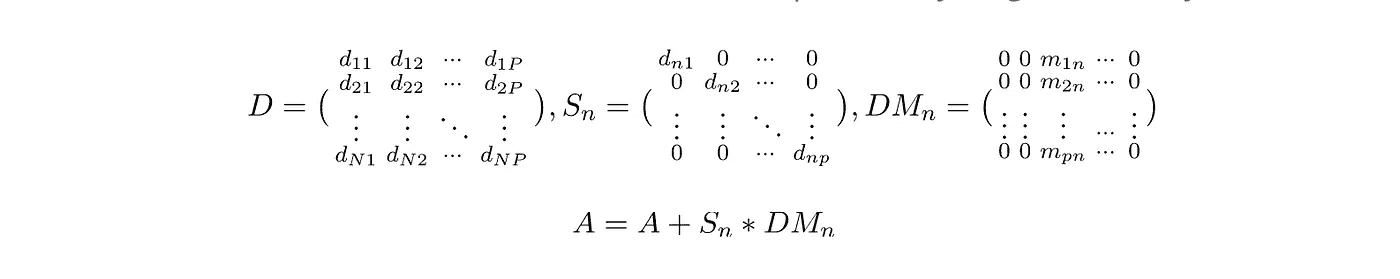 D = ( d11 d12 ··· d1P d21 d22 ··· d2P ⋮ ⋮ ⋱ ⋮ dN1 dN2 ··· dNP ), Sn = ( dn1 0 ··· 0 0 dn2 ··· 0 ⋮ ⋮ ⋱ ⋮ 0 0 ··· dnp ), DMn = ( 0 0 m1n ··· 0 0 0 m2n ··· 0 ⋮ ⋮ ⋮ ... ⋮ 0 0 mpn ··· 0 )
A = A + Sn * DMn